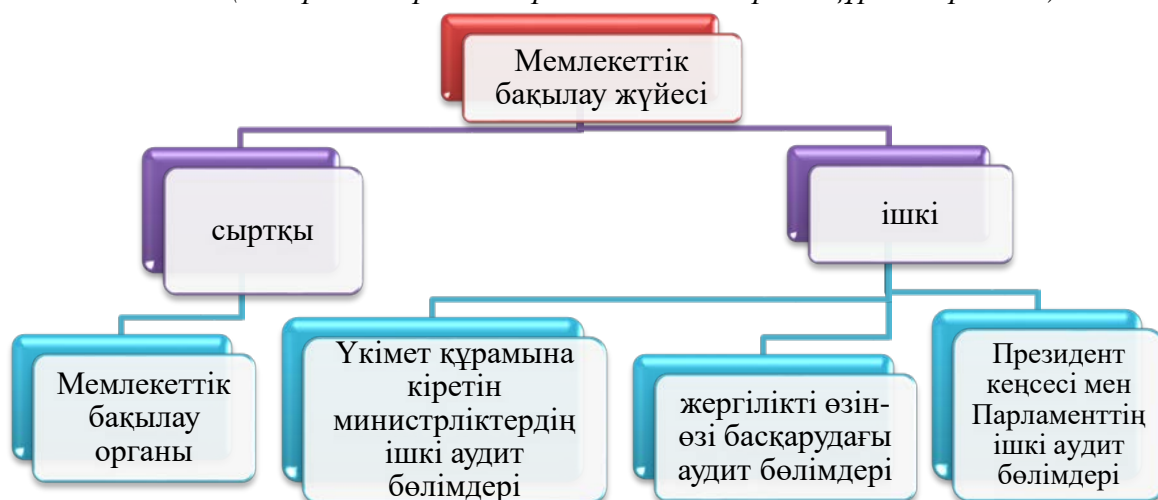 Мемлекеттік
бақылау жүйесі
сыртқы
ішкі
Мемлекеттік
бақылау
органы
Үкімет құрамына
кіретін
министрліктердің
ішкі аудит
бөлімдері
жергілікті өзін-
өзі басқарудағы
аудит бөлімдері
Президент
кеңсесі мен
Парламенттің
ішкі аудит
бөлімдері